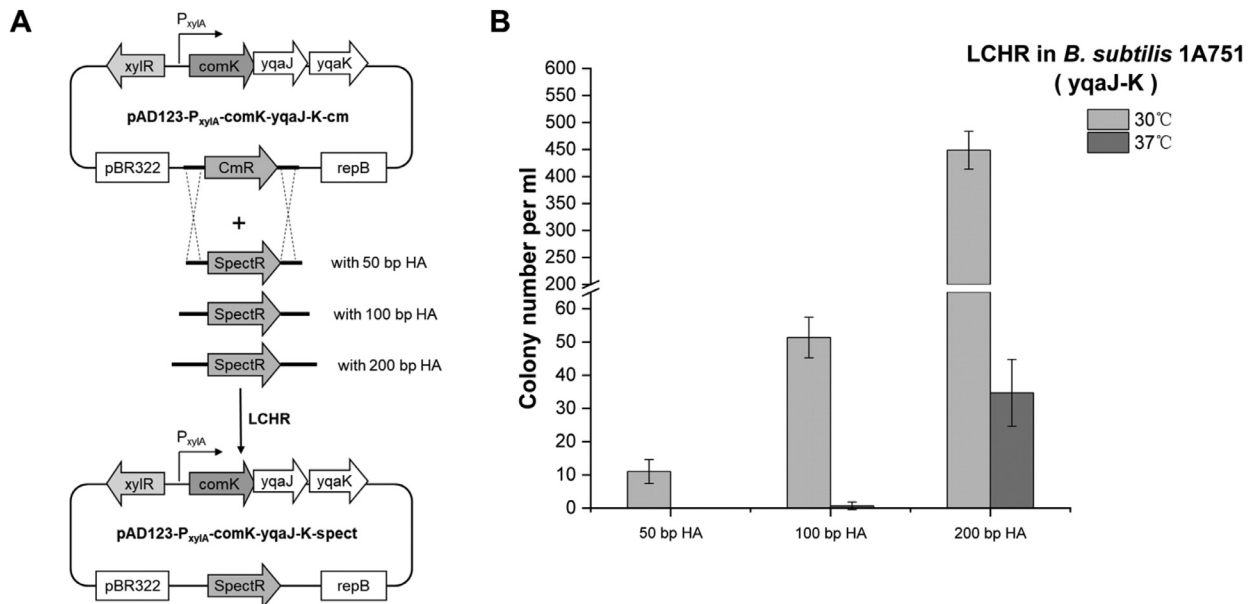 A
PxylA
xylR
comK
yqaJ
yqaK
pAD123-PxylA-comK-yqaJ-K-cm
pBR322
CmR
repB
+
SpectR
with 50 bp HA
SpectR
with 100 bp HA
SpectR
with 200 bp HA
LCHR
PxylA
xylR
comK
yqaJ
yqaK
pAD123-PxylA-comK-yqaJ-K-spect
pBR322
SpectR
repB
B
LCHR in B. subtilis 1A751
( yqaJ-K )
30℃
37℃
Colony number per ml
600
550
500
450
400
350
300
250
200
60
50
40
30
20
10
0
50 bp HA
100 bp HA
200 bp HA